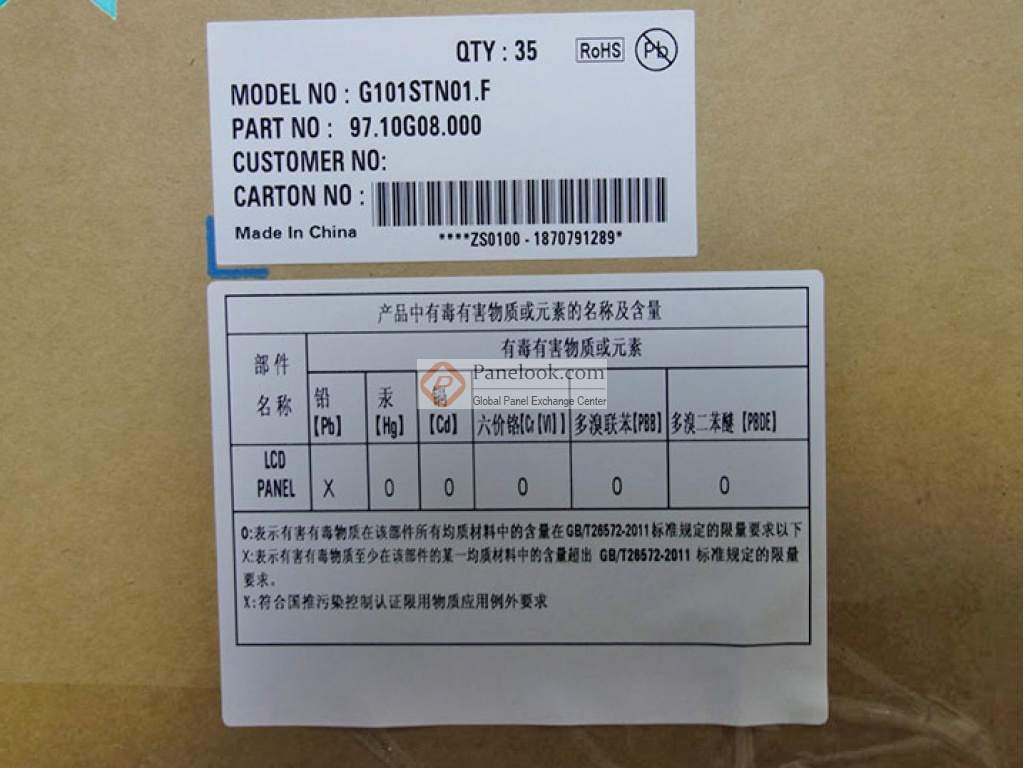 QTY : 35
RoHS
Pb
MODEL NO : G101STN01.F
PART NO : 97.10G08.000
CUSTOMER NO:
CARTON NO :
Made In China
****ZS0100 - 1870791289*
产品中有毒有害物质或元素的名称及含量
部件名称
有毒有害物质或元素
铅【Pb】
汞【Hg】
镉【Cd】
六价铬【Cr【VI】】
多溴联苯【PBB】
多溴二苯醚【PBDE】
LCD PANEL
X O O O O O
O:表示有害有毒物质在该部件所有均质材料中的含量在GB/T26572-2011标准规定的限量要求以下
X:表示有害有毒物质至少在该部件的某一均质材料中的含量超出 GB/T26572-2011 标准规定的限量
要求。
X:符合国推污染控制认证限用物质应用例外要求
Panelook.com
Global Panel Exchange Center